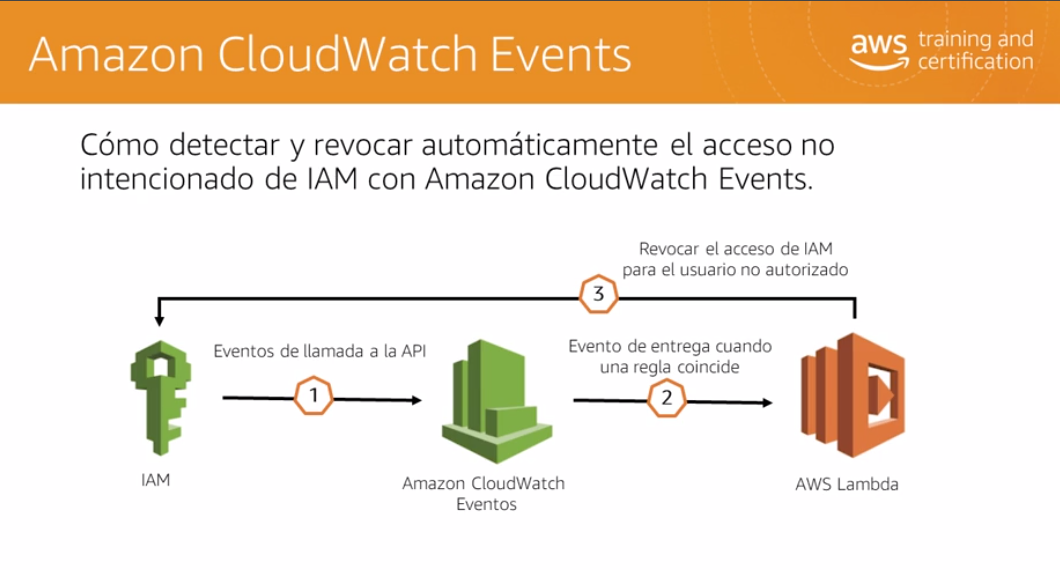 Amazon CloudWatch Events
aws training and
certification
Cómo detectar y revocar automáticamente el acceso no
intencionado de IAM con Amazon CloudWatch Events.
Revocar el acceso de IAM
para el usuario no autorizado
3
Eventos de llamada a la API
1
Evento de entrega cuando
una regla coincide
2
IAM
Amazon CloudWatch
Eventos
AWS Lambda